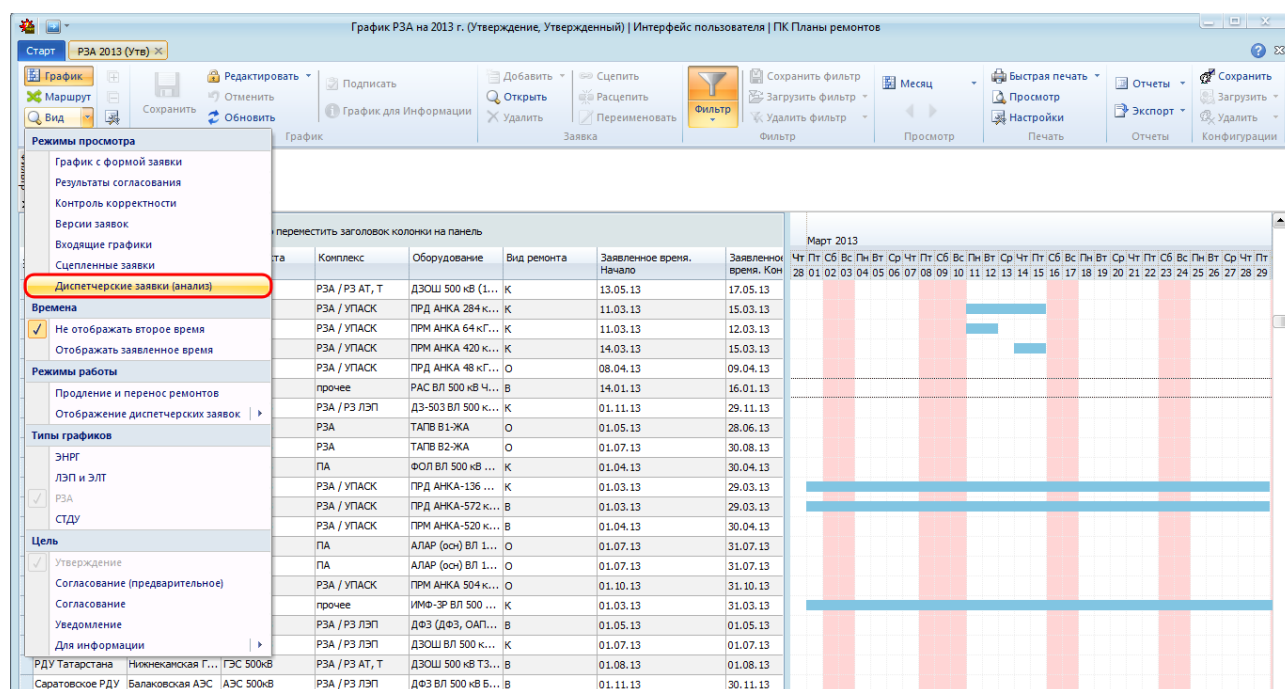 График РЗА на 2013 г. (Утверждение, Утвержденный) | Интерфейс пользователя | ПК Планы ремонтов
Старт РЗА 2013 (Утв)
График Редактировать Подписать Добавить Сцепить Сохранить фильтр Месяц Быстрая печать Отчеты Сохранить
Маршрут Сохранить Отменить График для Информации Открыть Расцепить Фильтр Загрузить фильтр Просмотр Экспорт Загрузить
Вид Обновить Удалить Переименовать Удалить фильтр Настройки Удалить
График Заявка Фильтр Просмотр Печать Отчеты Конфигурации
Режимы просмотра
График с формой заявки
Результаты согласования
Контроль корректности
Версии заявок
Входящие графики
Сцепленные заявки
Диспетчерские заявки (анализ)
Времена
Не отображать второе время
Отображать заявленное время
Режимы работы
Продление и перенос ремонтов
Отображение диспетчерских заявок
Типы графиков
ЭНРГ
ЛЭП и ЭЛТ
РЗА
СТДУ
Цель
Утверждение
Согласование (предварительное)
Согласование
Уведомление
Для информации
переместить заголовок колонки на панель
Март 2013
Комплекс Оборудование Вид ремонта Заявленное время. Начало Заявленное время. Кон
Чт Пт Сб Вс Пн Вт Ср Чт Пт Сб Вс Пн Вт Ср Чт Пт Сб Вс Пн Вт Ср Чт Пт Сб Вс Пн Вт Ср Чт Пт
28 01 02 03 04 05 06 07 08 09 10 11 12 13 14 15 16 17 18 19 20 21 22 23 24 25 26 27 28 29
РЗА / РЗ АТ, Т ДЗОШ 500 кВ (1... К 13.05.13 17.05.13
РЗА / УПАСК ПРД АНКА 284 к... К 11.03.13 15.03.13
РЗА / УПАСК ПРМ АНКА 64 кГ... К 11.03.13 12.03.13
РЗА / УПАСК ПРМ АНКА 420 к... К 14.03.13 15.03.13
РЗА / УПАСК ПРД АНКА 48 кГ... О 08.04.13 09.04.13
прочее РАС ВЛ 500 кВ Ч... В 14.01.13 16.01.13
РЗА / РЗ ЛЭП ДЗ-503 ВЛ 500 к... К 01.11.13 29.11.13
РЗА ТАПВ В1-ЖА О 01.05.13 28.06.13
РЗА ТАПВ В2-ЖА О 01.07.13 30.08.13
ПА ФОЛ ВЛ 500 кВ ... К 01.04.13 30.04.13
РЗА / УПАСК ПРД АНКА-136 ... К 01.03.13 29.03.13
РЗА / УПАСК ПРД АНКА-572 к... В 01.03.13 29.03.13
РЗА / УПАСК ПРМ АНКА-520 к... В 01.04.13 30.04.13
ПА АЛАР (осн) ВЛ 1... О 01.07.13 31.07.13
ПА АЛАР (осн) ВЛ 1... О 01.07.13 31.07.13
РЗА / УПАСК ПРМ АНКА 504 к... О 01.10.13 31.10.13
прочее ИМФ-3Р ВЛ 500 ... К 01.03.13 31.03.13
РЗА / РЗ ЛЭП ДФЗ (ДФЗ, ОАП... В 01.05.13 01.05.13
РЗА / РЗ ЛЭП ДЗОШ ВЛ 500 к... К 01.07.13 01.07.13
РДУ Татарстана Нижнекамская Г... ГЭС 500кВ РЗА / РЗ АТ, Т ДЗОШ 500 кВ ТЗ... В 01.08.13 01.08.13
Саратовское РДУ Балаковская АЭС АЭС 500кВ РЗА / РЗ ЛЭП ДФЗ ВЛ 500 кВ Б... В 01.11.13 30.11.13